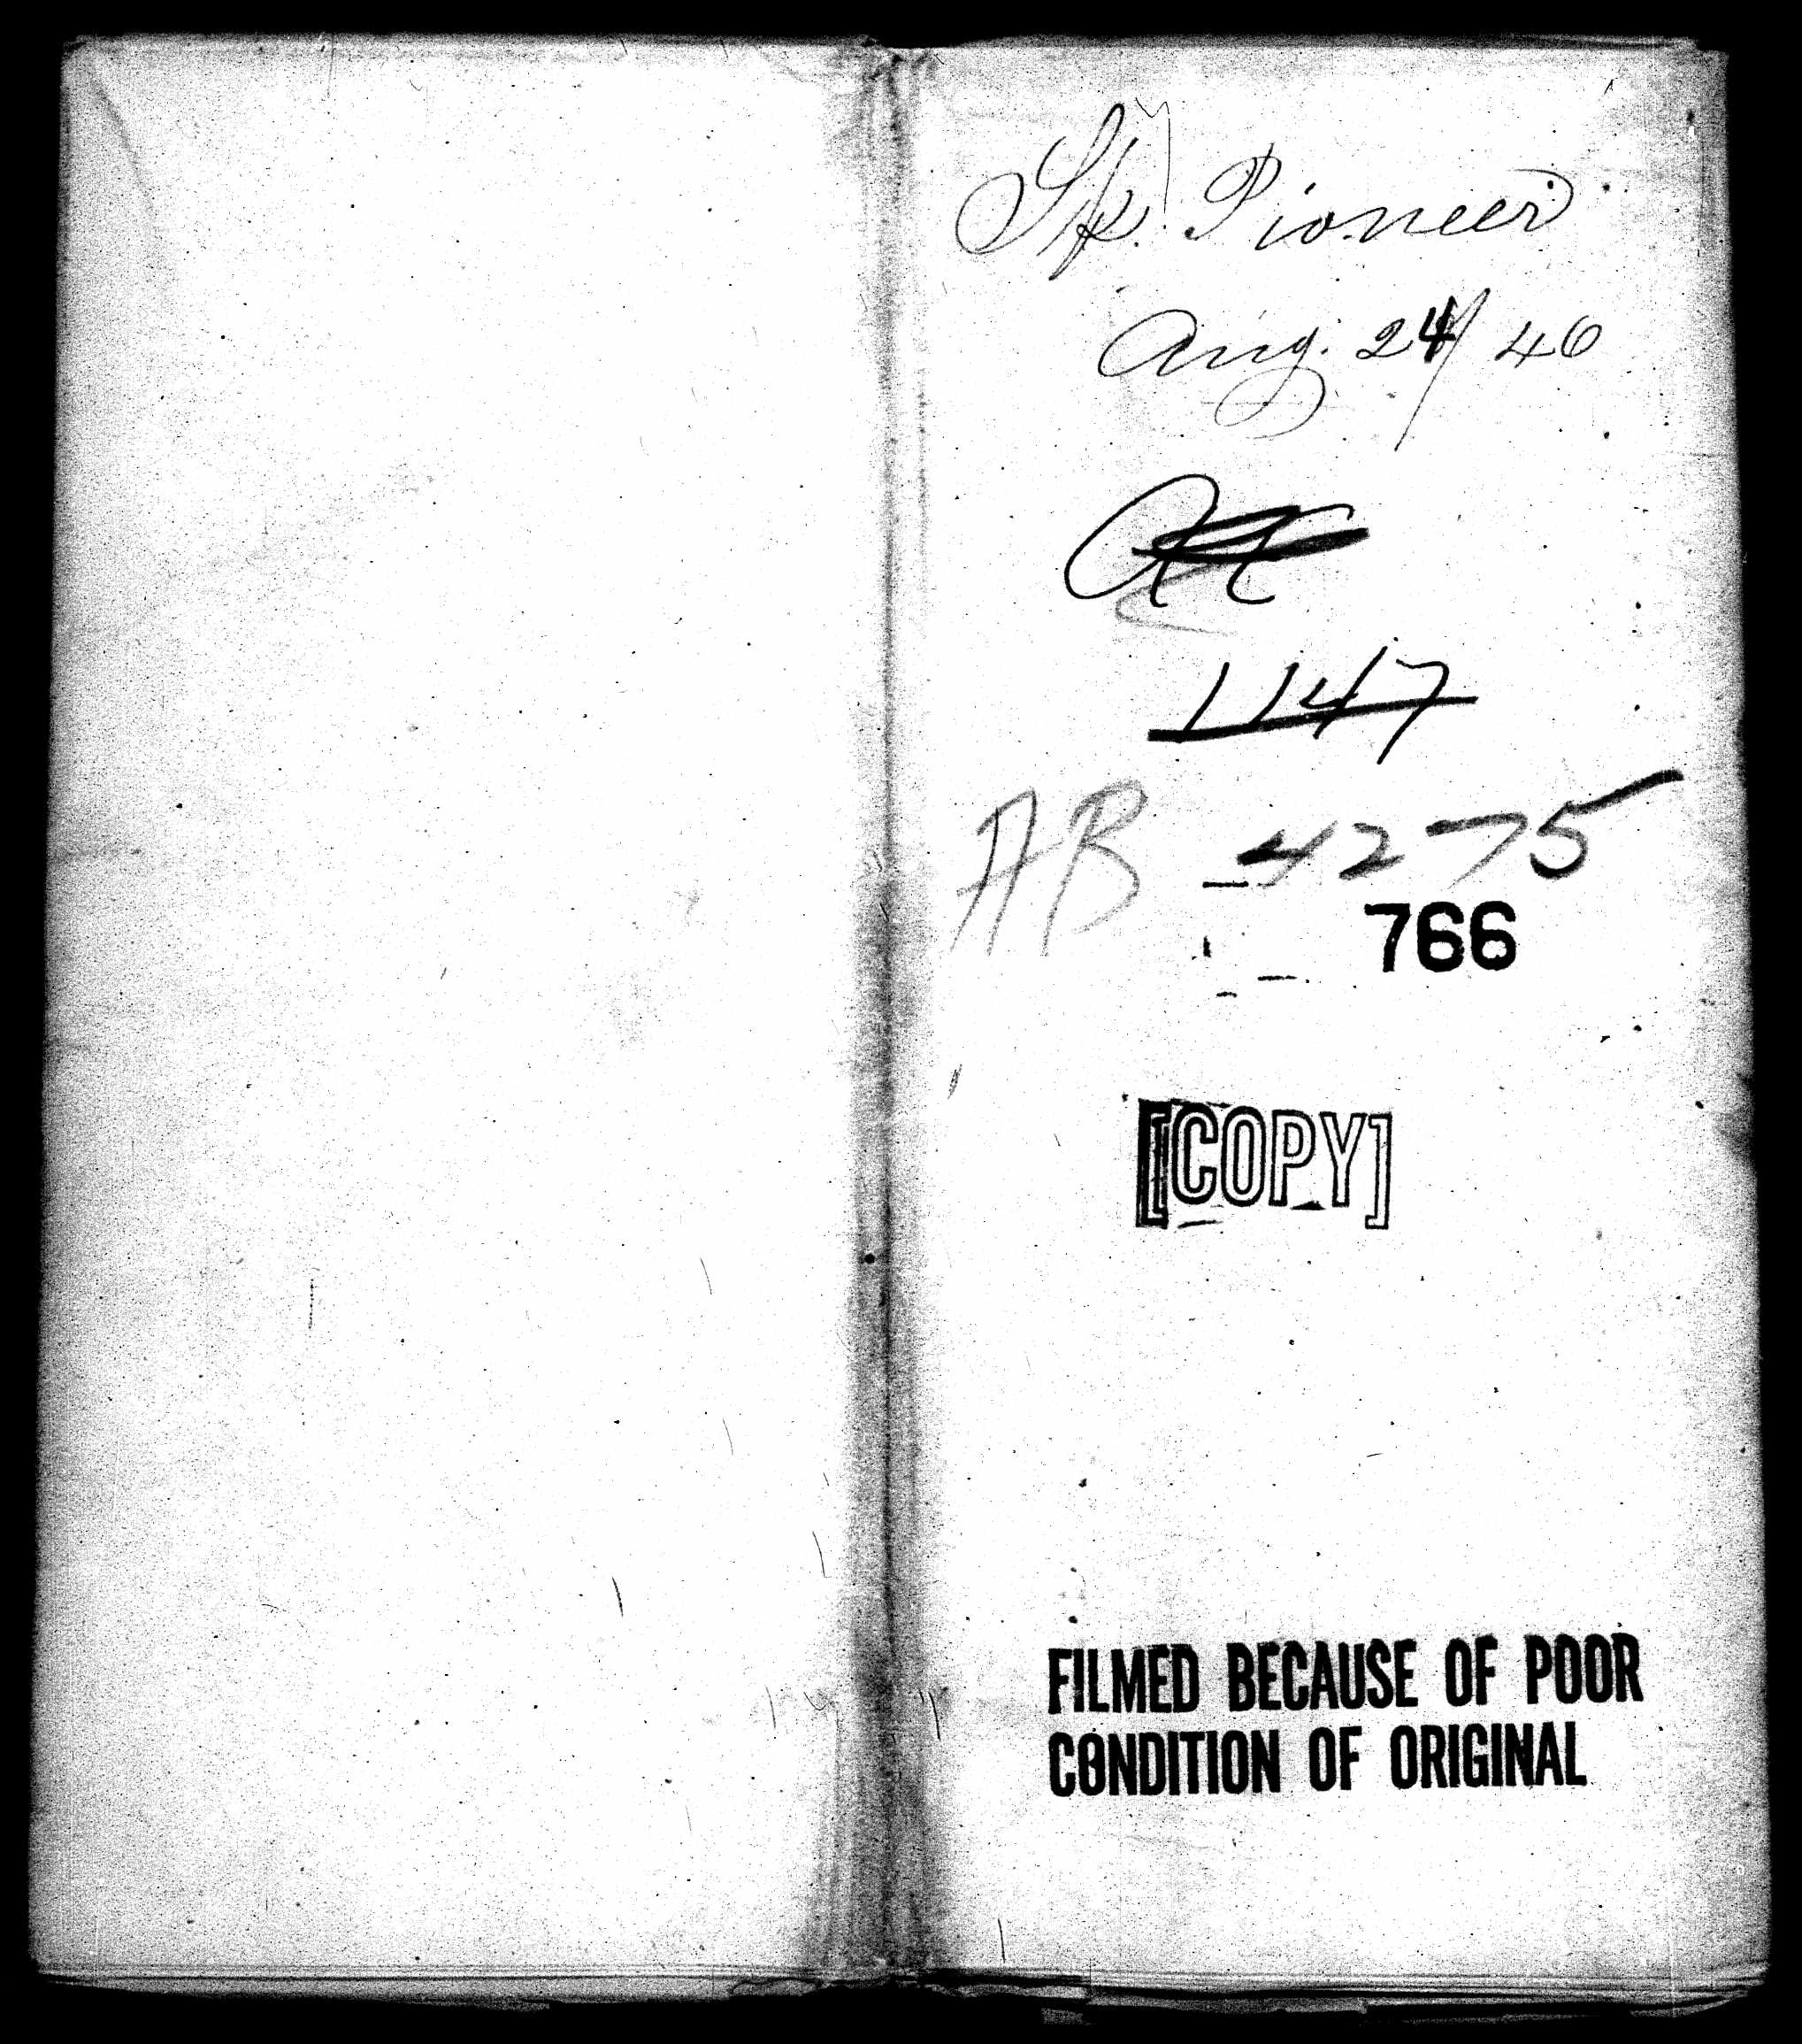 Sp. Pioneer
Aug. 24/46
1147
AB 4275
766
[COPY]
FILMED BECAUSE OF POOR
CONDITION OF ORIGINAL